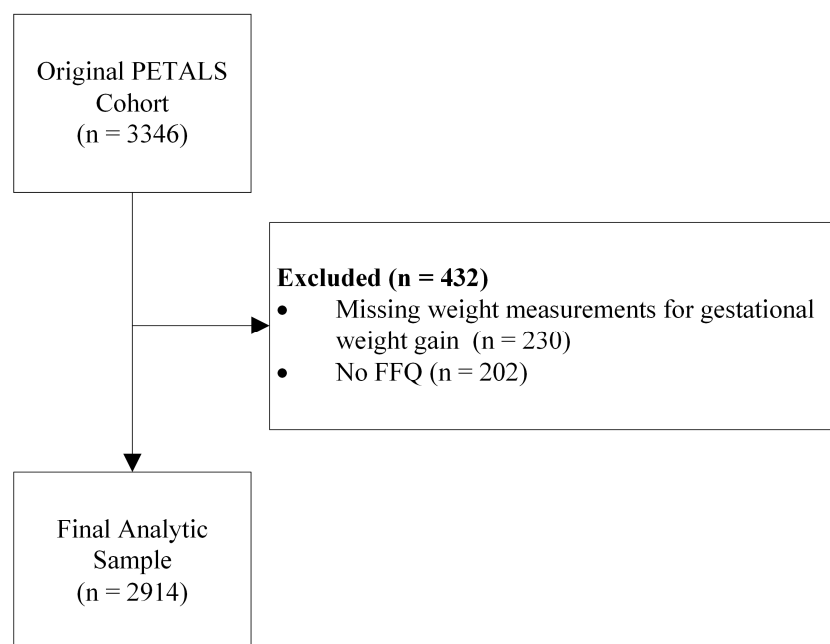 Original PETALS
Cohort
(n = 3346)
Excluded (n = 432)
• Missing weight measurements for gestational
weight gain  (n = 230)
• No FFQ (n = 202)
Final Analytic
Sample
(n = 2914)